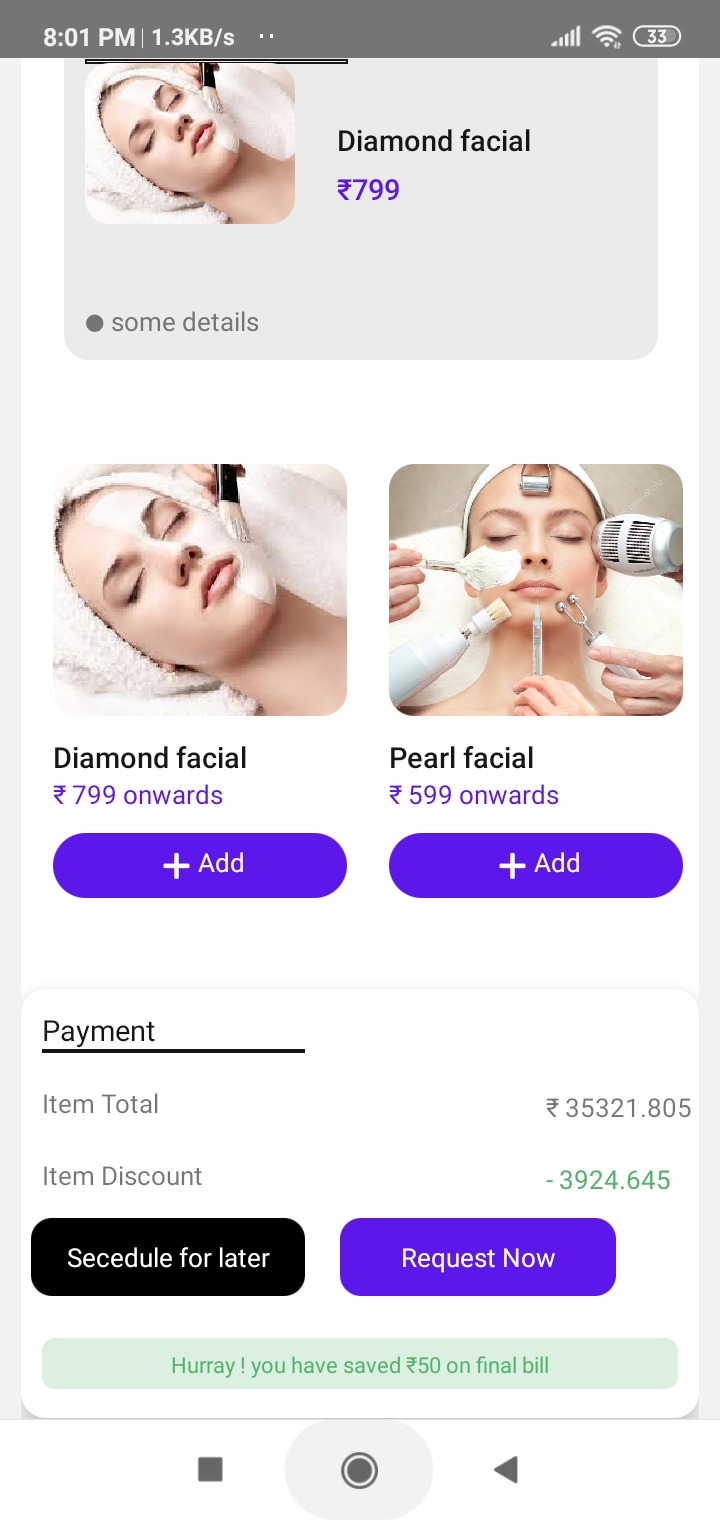 8:01 PM | 1.3KB/s ..
33
Diamond facial
₹799
some details
Diamond facial
₹ 799 onwards
+ Add
Pearl facial
₹ 599 onwards
+ Add
Payment
Item Total
₹ 35321.805
Item Discount
- 3924.645
Secedule for later
Request Now
Hurray ! you have saved ₹50 on final bill